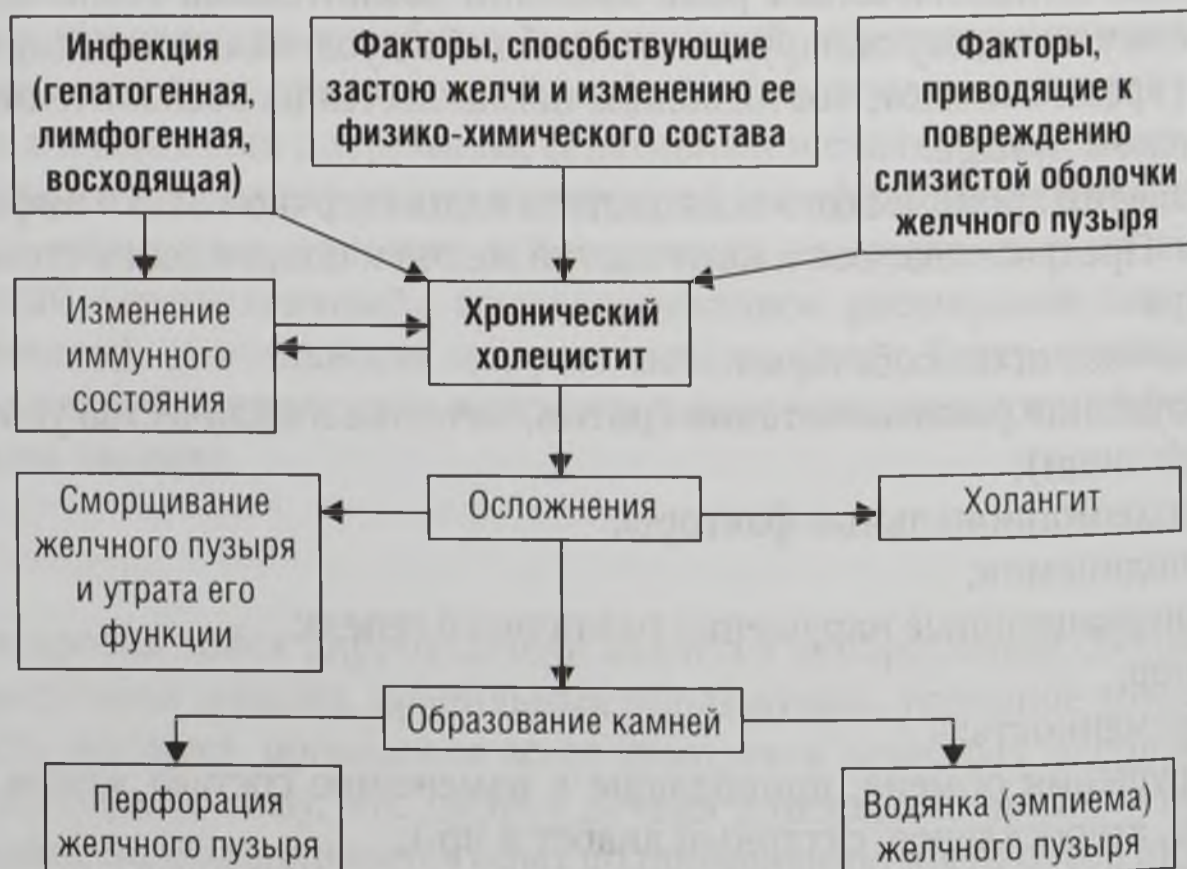 Инфекция
(гепатогенная,
лимфогенная,
восходящая)
Факторы, способствующие
застою желчи и изменению ее
физико-химического состава
Факторы,
приводящие к
повреждению
слизистой оболочки
желчного пузыря
Изменение
иммунного
состояния
Хронический
холецистит
Сморщивание
желчного пузыря
и утрата его
функции
Осложнения
Холангит
Образование камней
Перфорация
желчного пузыря
Водянка (эмпиема)
желчного пузыря